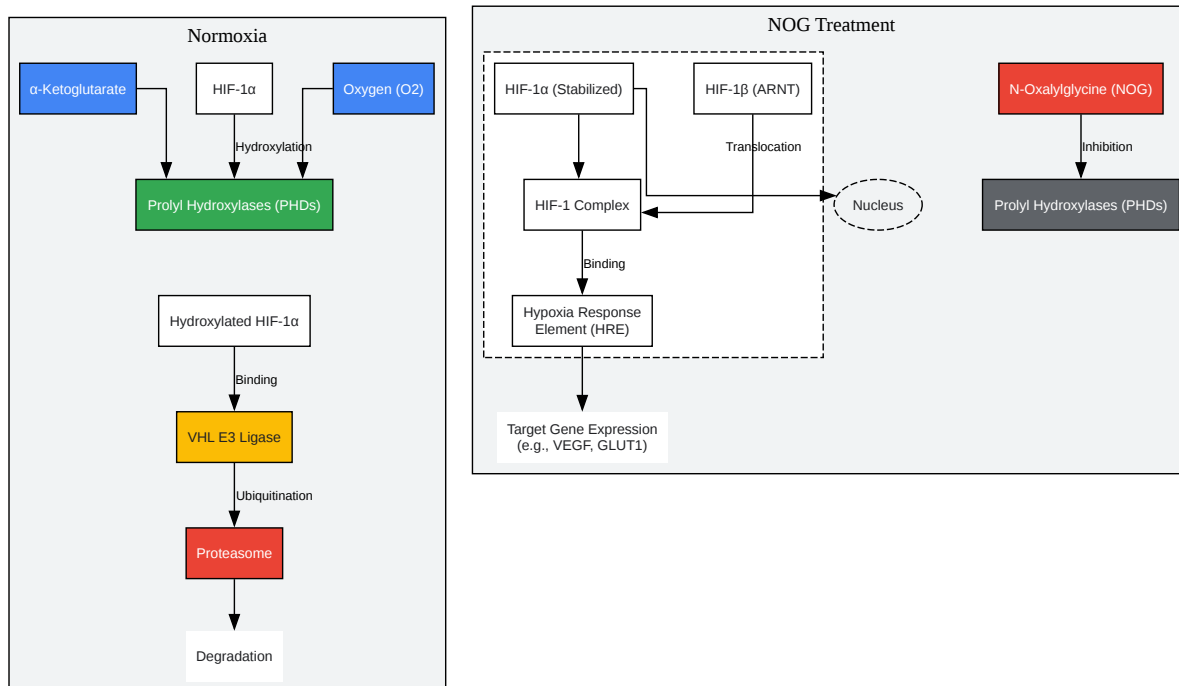 Normoxia
α-Ketoglutarate
HIF-1α
Oxygen (O2)
Hydroxylation
Prolyl Hydroxylases (PHDs)
Hydroxylated HIF-1α
Binding
VHL E3 Ligase
Ubiquitination
Proteasome
Degradation
NOG Treatment
HIF-1α (Stabilized)
HIF-1β (ARNT)
N-Oxalylglycine (NOG)
Translocation
Inhibition
HIF-1 Complex
Nucleus
Prolyl Hydroxylases (PHDs)
Binding
Hypoxia Response
Element (HRE)
Target Gene Expression
(e.g., VEGF, GLUT1)